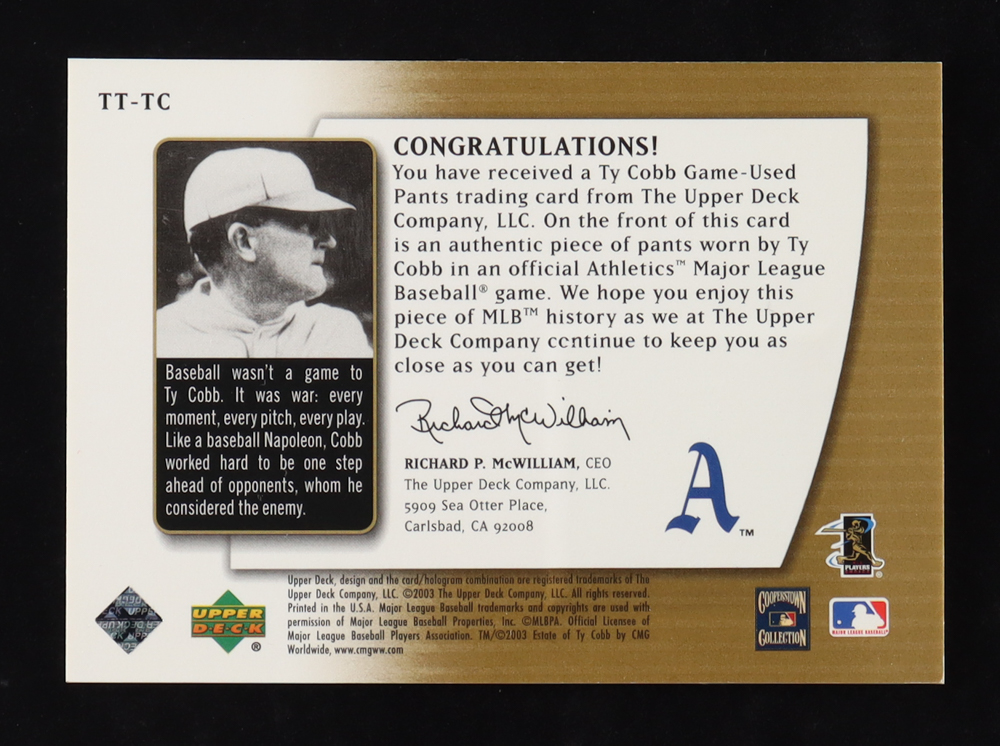 TT-TC
CONGRATULATIONS!
You have received a Ty Cobb Game-Used
Pants trading card from The Upper Deck
Company, LLC. On the front of this card
is an authentic piece of pants worn by Ty
Cobb in an official Athletics™ Major League
Baseball® game. We hope you enjoy this
piece of MLB™ history as we at The Upper
Deck Company continue to keep you as
close as you can get!
Baseball wasn't a game to
Ty Cobb. It was war: every
moment, every pitch, every play.
Like a baseball Napoleon, Cobb
worked hard to be one step
ahead of opponents, whom he
considered the enemy.
Richard McWilliam
RICHARD P. McWILLIAM, CEO
The Upper Deck Company, LLC.
5909 Sea Otter Place,
Carlsbad, CA 92008
A™
PLAYERS
CHOICE
®
UPPER
DECK
®
Upper Deck, design and the card/hologram combination are registered trademarks of The
Upper Deck Company, LLC. ©2003 The Upper Deck Company, LLC. All rights reserved.
Printed in the U.S.A. Major League Baseball trademarks and copyrights are used with
permission of Major League Baseball Properties, Inc. ©MLBPA. Official Licensee of
Major League Baseball Players Association. TM/©2003 Estate of Ty Cobb by CMG
Worldwide, www.cmgww.com
COOPERSTOWN
COLLECTION
MAJOR LEAGUE BASEBALL